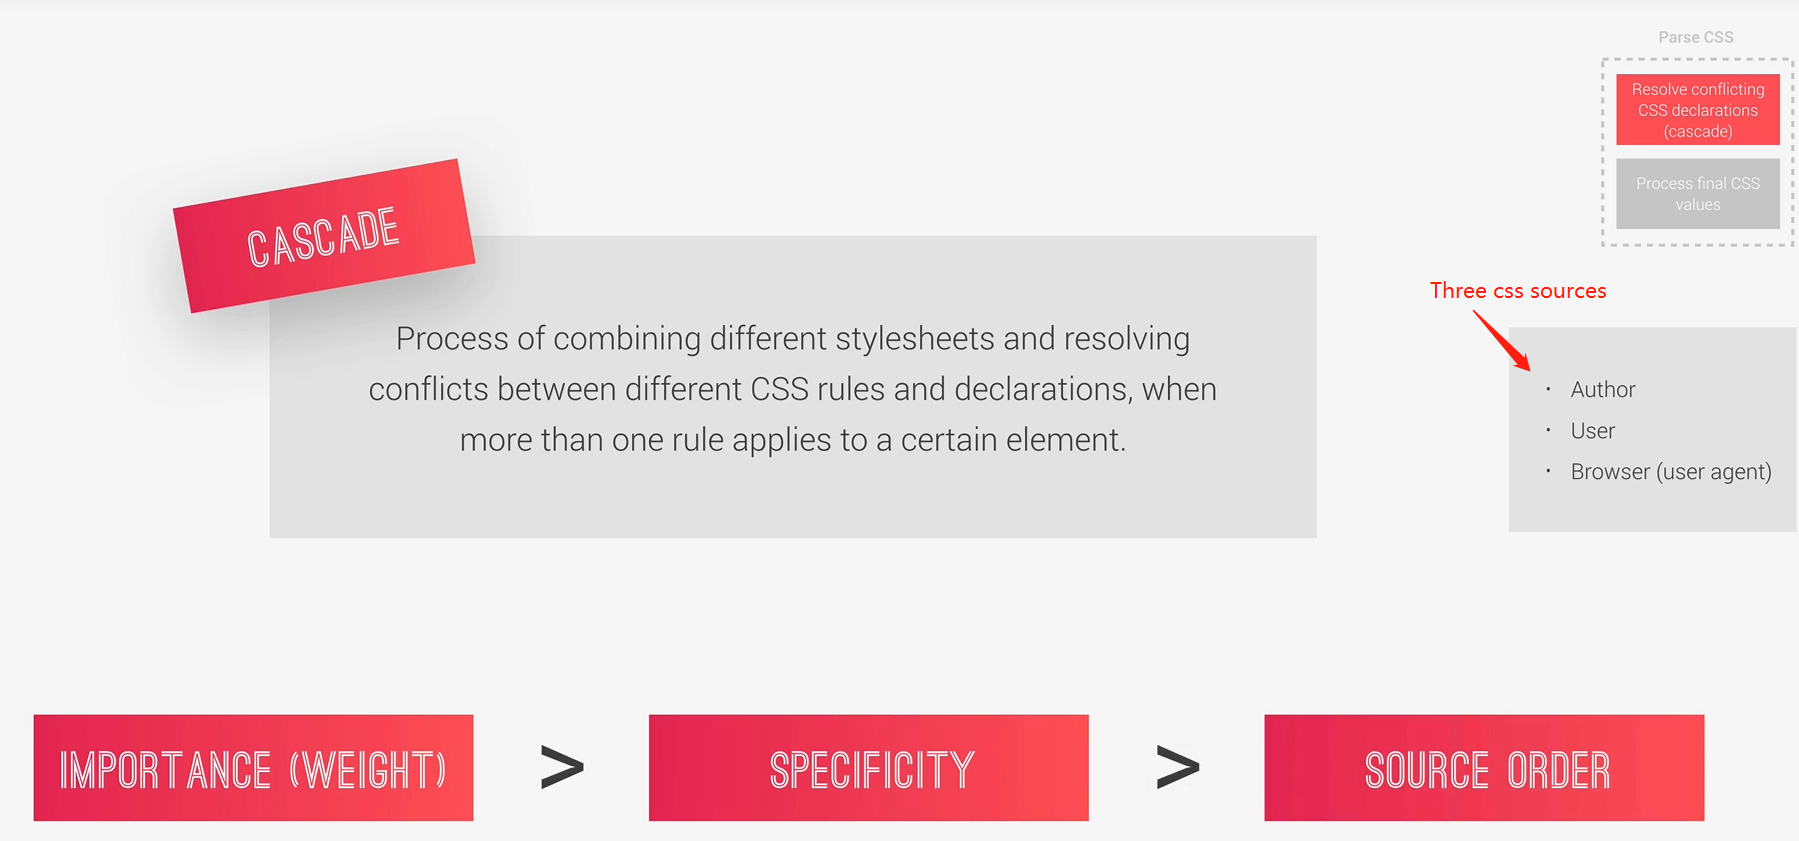 Parse CSS
Resolve conflicting
CSS declarations
(cascade)
Process final CSS
values
CASCADE
Process of combining different stylesheets and resolving
conflicts between different CSS rules and declarations, when
more than one rule applies to a certain element.
Three css sources
• Author
• User
• Browser (user agent)
IMPORTANCE (WEIGHT) > SPECIFICITY > SOURCE ORDER